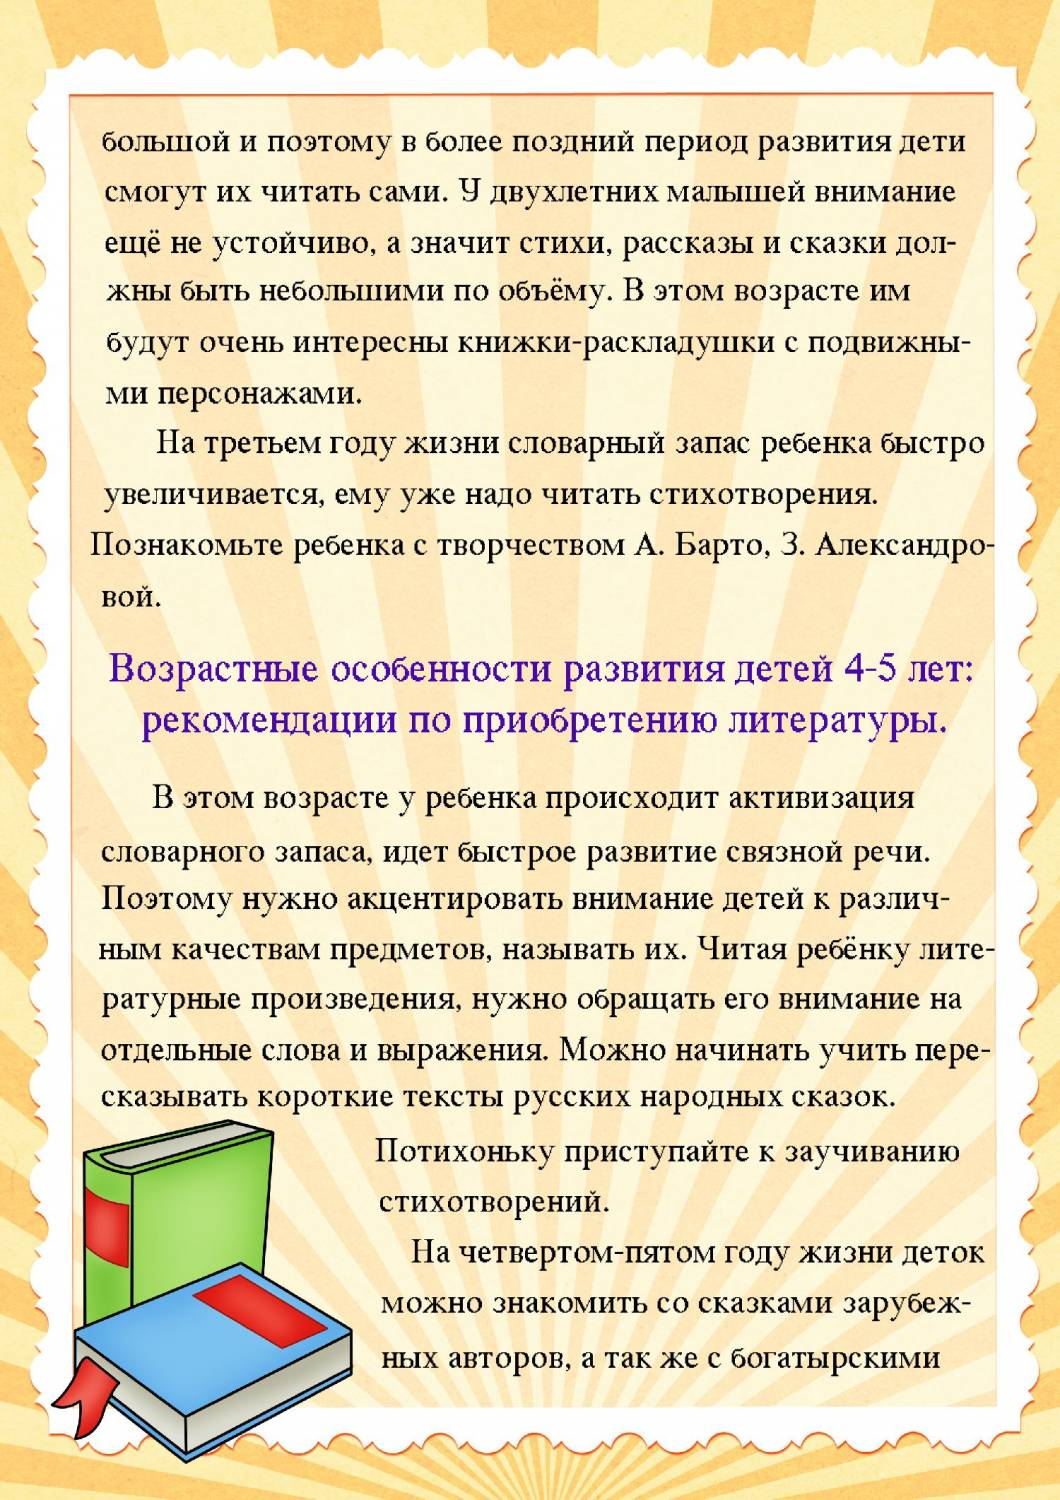 большой и поэтому в более поздний период развития дети
смогут их читать сами. У двухлетних малышей внимание
ещё не устойчиво, а значит стихи, рассказы и сказки дол-
жны быть небольшими по объёму. В этом возрасте им
будут очень интересны книжки-раскладушки с подвижны-
ми персонажами.
На третьем году жизни словарный запас ребенка быстро
увеличивается, ему уже надо читать стихотворения.
Познакомьте ребенка с творчеством А. Барто, З. Александро-
вой.
Возрастные особенности развития детей 4-5 лет:
рекомендации по приобретению литературы.
В этом возрасте у ребенка происходит активизация
словарного запаса, идет быстрое развитие связной речи.
Поэтому нужно акцентировать внимание детей к различ-
ным качествам предметов, называть их. Читая ребёнку лите-
ратурные произведения, нужно обращать его внимание на
отдельные слова и выражения. Можно начинать учить пере-
сказывать короткие тексты русских народных сказок.
Потихоньку приступайте к заучиванию
стихотворений.
На четвертом-пятом году жизни деток
можно знакомить со сказками зарубеж-
ных авторов, а так же с богатырскими